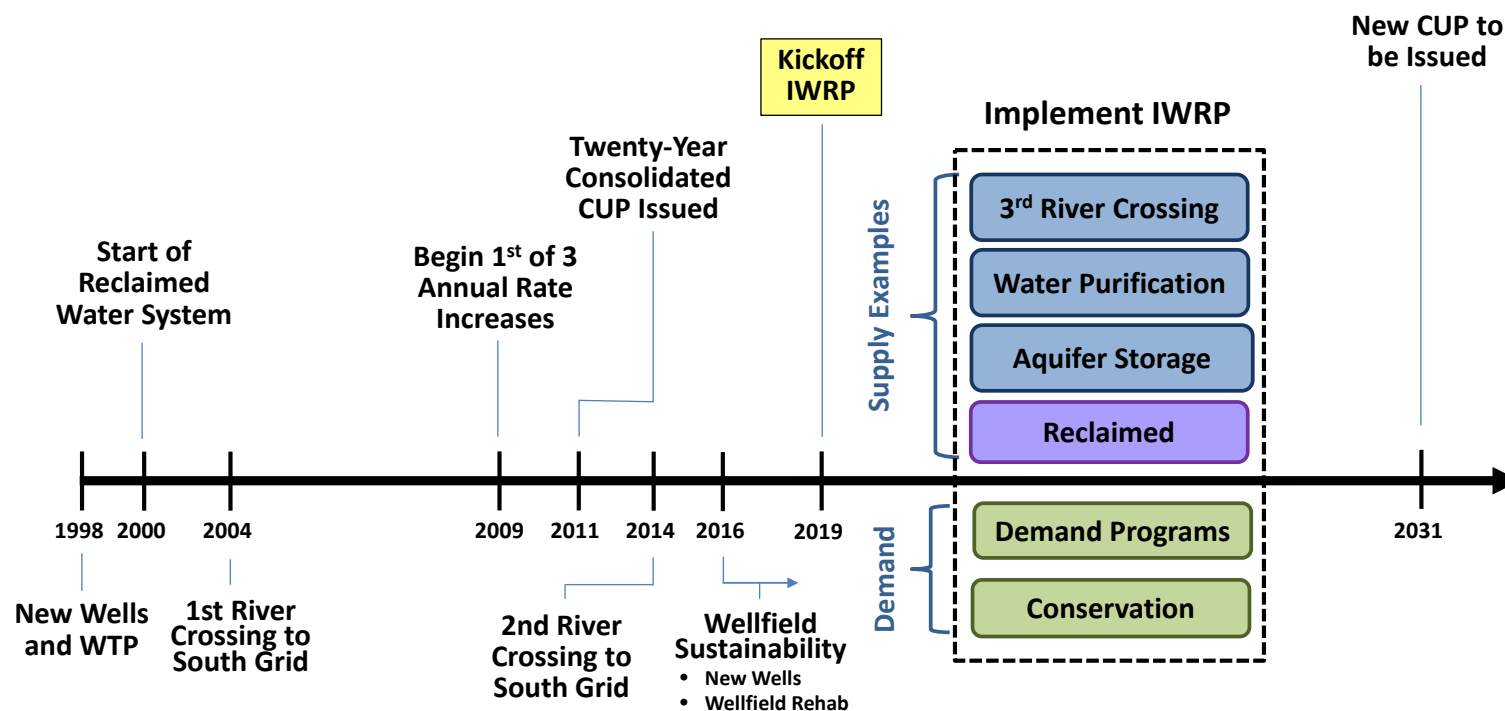 New CUP to
be Issued
Kickoff
IWRP
Implement IWRP
Twenty-Year
Consolidated
CUP Issued
Start of
Reclaimed
Water System
Begin 1st of 3
Annual Rate
Increases
Supply Examples
3rd River Crossing
Water Purification
Aquifer Storage
Reclaimed
1998
2000
2004
2009
2011
2014
2016
2019
2031
Demand
Demand Programs
Conservation
New Wells
and WTP
1st River
Crossing to
South Grid
2nd River
Crossing to
South Grid
Wellfield
Sustainability
• New Wells
• Wellfield Rehab